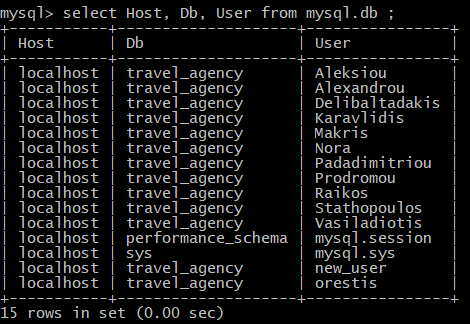 mysql> select Host, Db, User from mysql.db ;
+-----------+--------------------+---------------+
| Host      | Db                 | User          |
+-----------+--------------------+---------------+
| localhost | travel_agency      | Aleksiou      |
| localhost | travel_agency      | Alexandrou    |
| localhost | travel_agency      | Delibaltadakis |
| localhost | travel_agency      | Karavlidis    |
| localhost | travel_agency      | Makris        |
| localhost | travel_agency      | Nora          |
| localhost | travel_agency      | Padadimitriou |
| localhost | travel_agency      | Prodromou     |
| localhost | travel_agency      | Raikos        |
| localhost | travel_agency      | Stathopoulos  |
| localhost | travel_agency      | Vasiladiotis  |
| localhost | performance_schema | mysql.session |
| localhost | sys                | mysql.sys     |
| localhost | travel_agency      | new_user      |
| localhost | travel_agency      | orestis       |
+-----------+--------------------+---------------+
15 rows in set (0.00 sec)